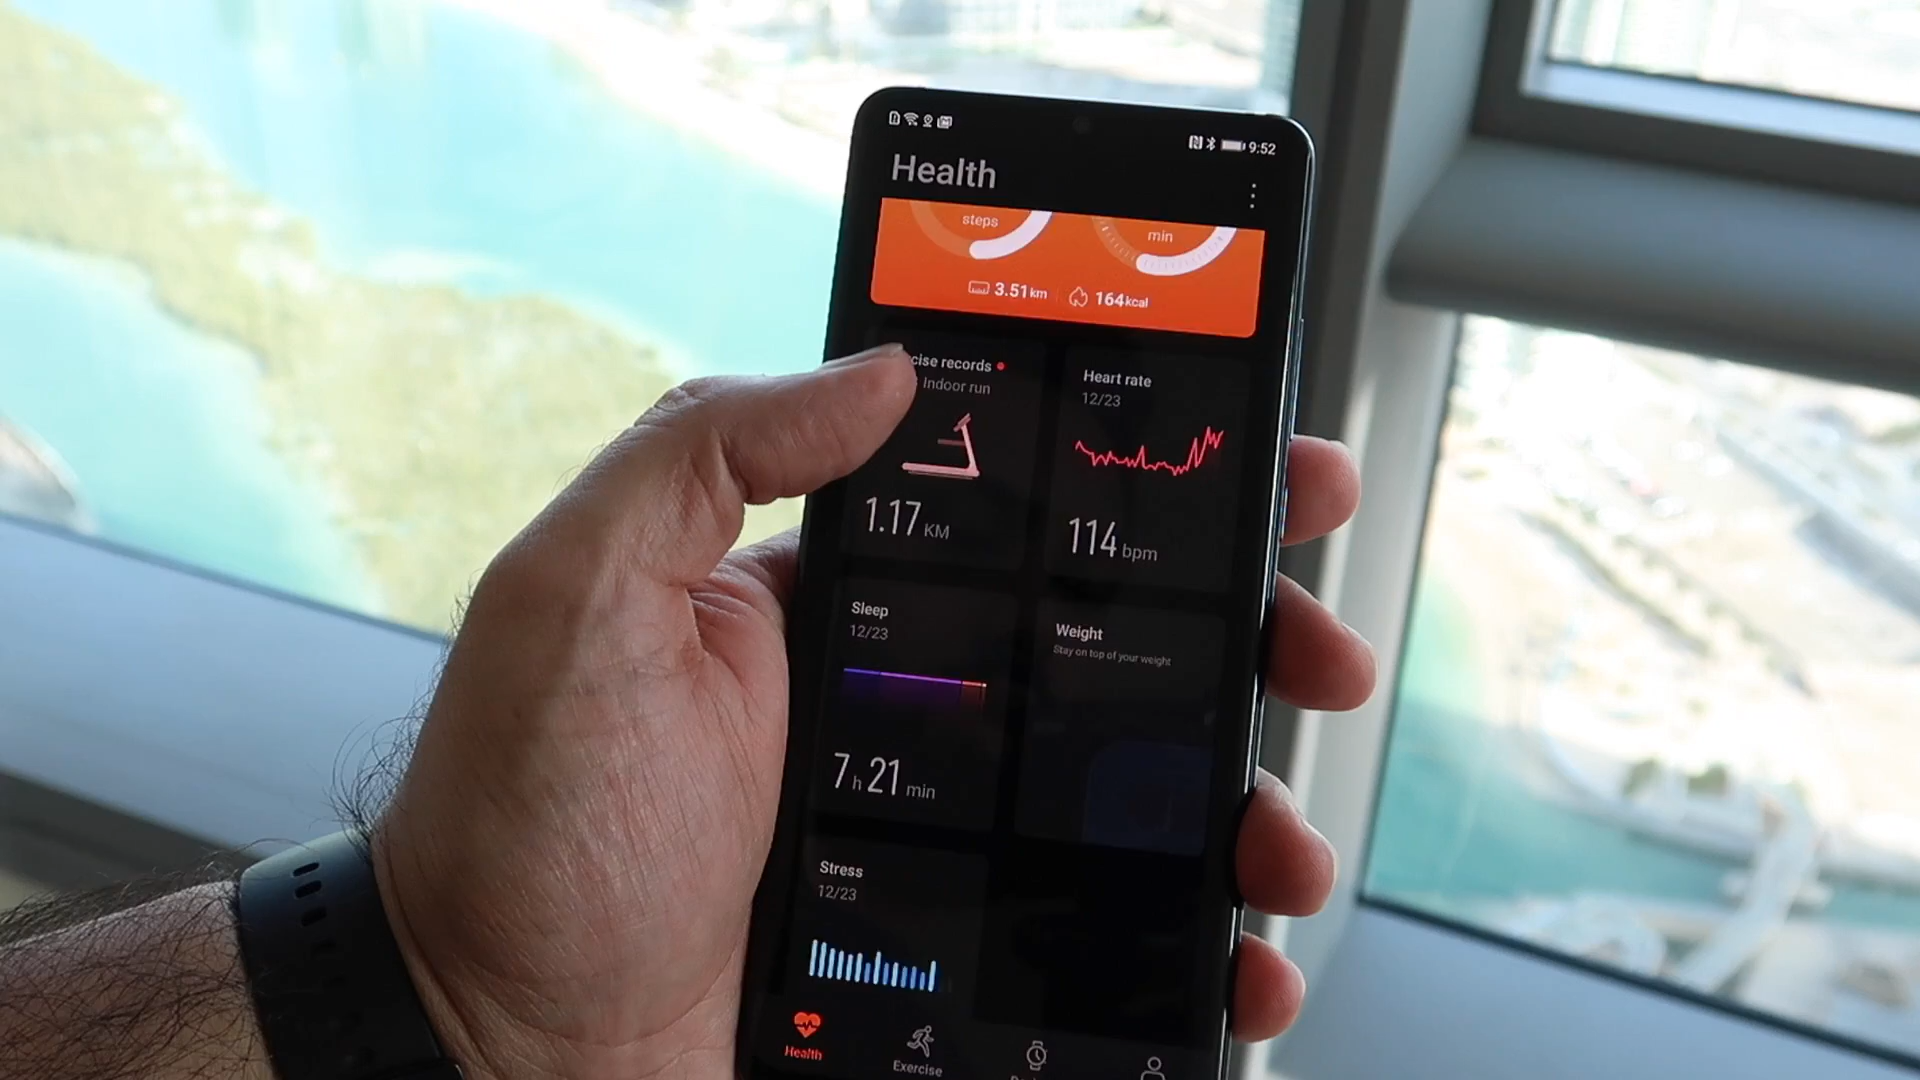 9:52
Health
steps
min
3.51 km
164 kcal
cise records
Indoor run
1.17 KM
Heart rate
12/23
114 bpm
Sleep
12/23
7 h 21 min
Weight
Stay on top of your weight
Stress
12/23
Health
Exercise